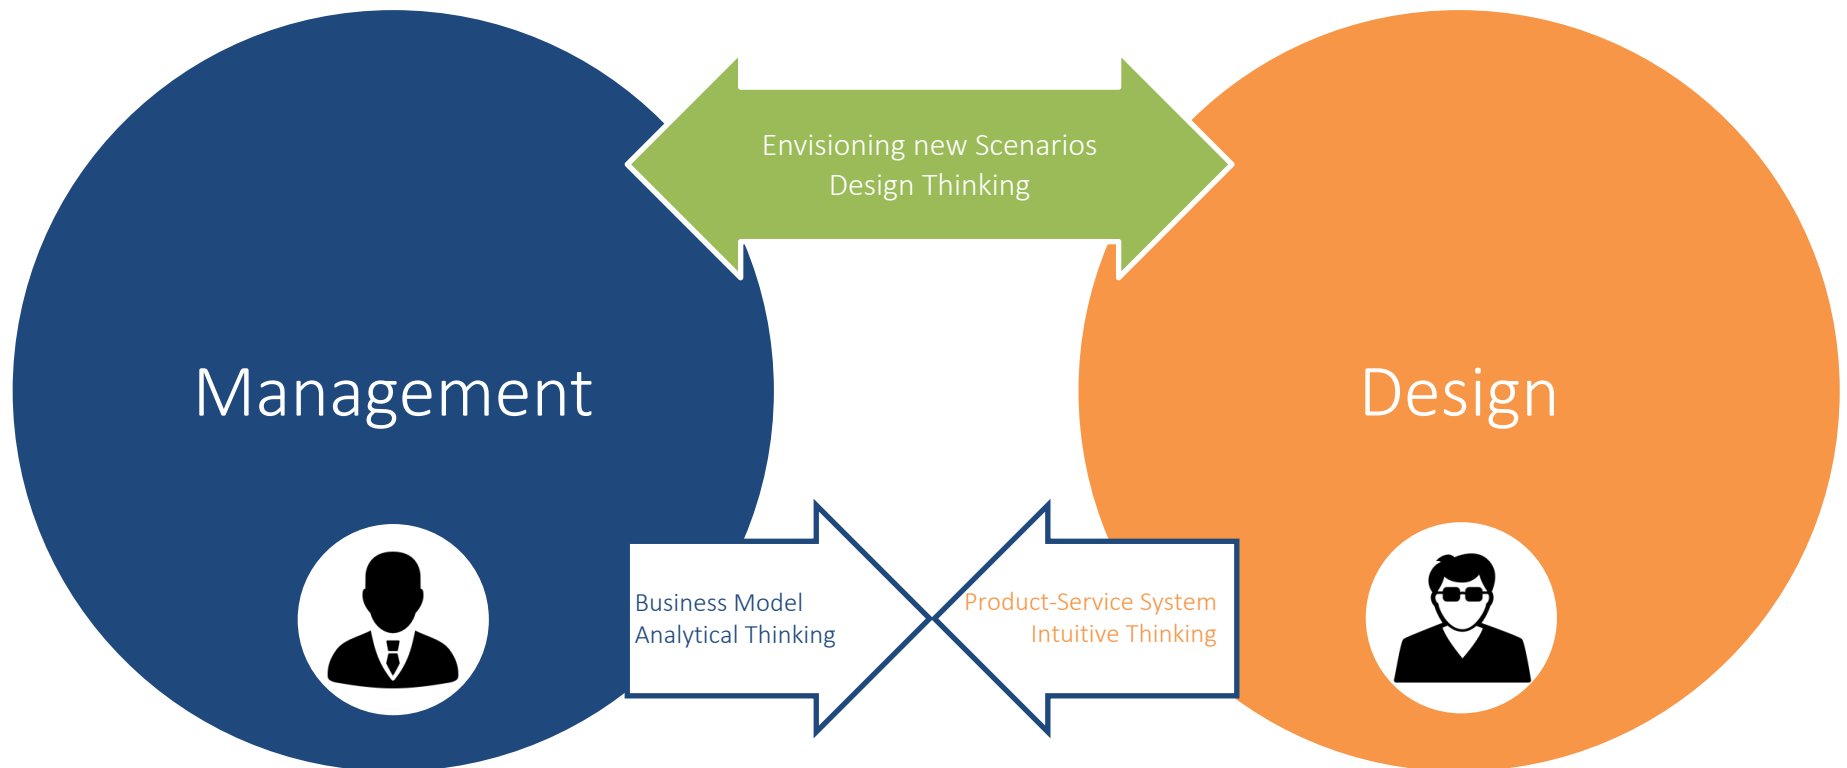 Envisioning new Scenarios
Design Thinking
Management
Design
Business Model
Analytical Thinking
Product-Service System
Intuitive Thinking